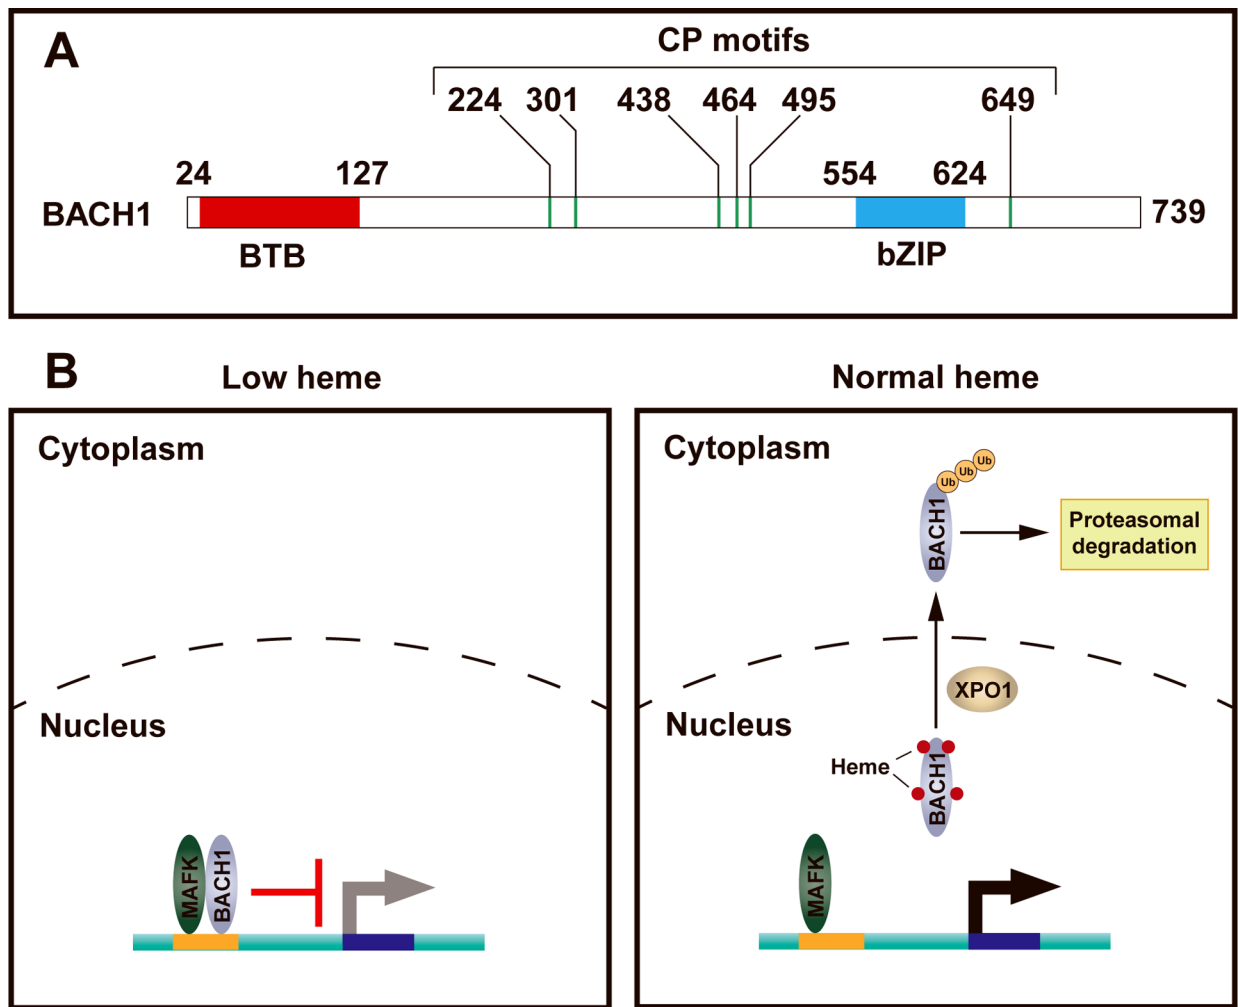 A
CP motifs
224 301 438 464 495 649
24 127 554 624
BACH1 739
BTB bZIP
B
Low heme Normal heme
Cytoplasm Cytoplasm
Ub Ub Ub
BACH1
Proteasomal
degradation
XPO1
Nucleus Nucleus
Heme
BACH1
MAFK BACH1 MAFK